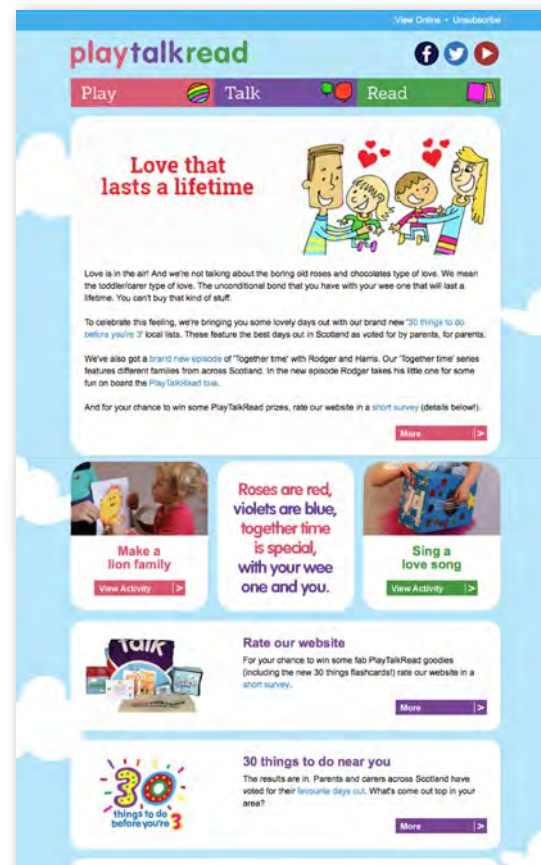 View Online • Unsubscribe
playtalkread
Play
Talk
Read
Love that
lasts a lifetime
Love is in the air! And we're not talking about the boring old roses and chocolates type of love. We mean
the toddler/carer type of love. The unconditional bond that you have with your wee one that will last a
lifetime. You can't buy that kind of stuff.
To celebrate this feeling, we're bringing you some lovely days out with our brand new '30 things to do
before you're 3' local lists. These feature the best days out in Scotland as voted for by parents, for parents.
We've also got a brand new episode of 'Together time' with Rodger and Harris. Our 'Together time' series
features different families from across Scotland. In the new episode Rodger takes his little one for some
fun on board the PlayTalkRead bus.
And for your chance to win some PlayTalkRead prizes, rate our website in a short survey (details below!).
More >
Make a
lion family
View Activity >
Roses are red,
violets are blue,
together time
is special,
with your wee
one and you.
Sing a
love song
View Activity >
Talk
Rate our website
For your chance to win some fab PlayTalkRead goodies
(including the new 30 things flashcards!) rate our website in a
short survey.
More >
30
things to do
before you're 3
30 things to do near you
The results are in. Parents and carers across Scotland have
voted for their favourite days out. What's come out top in your
area?
More >